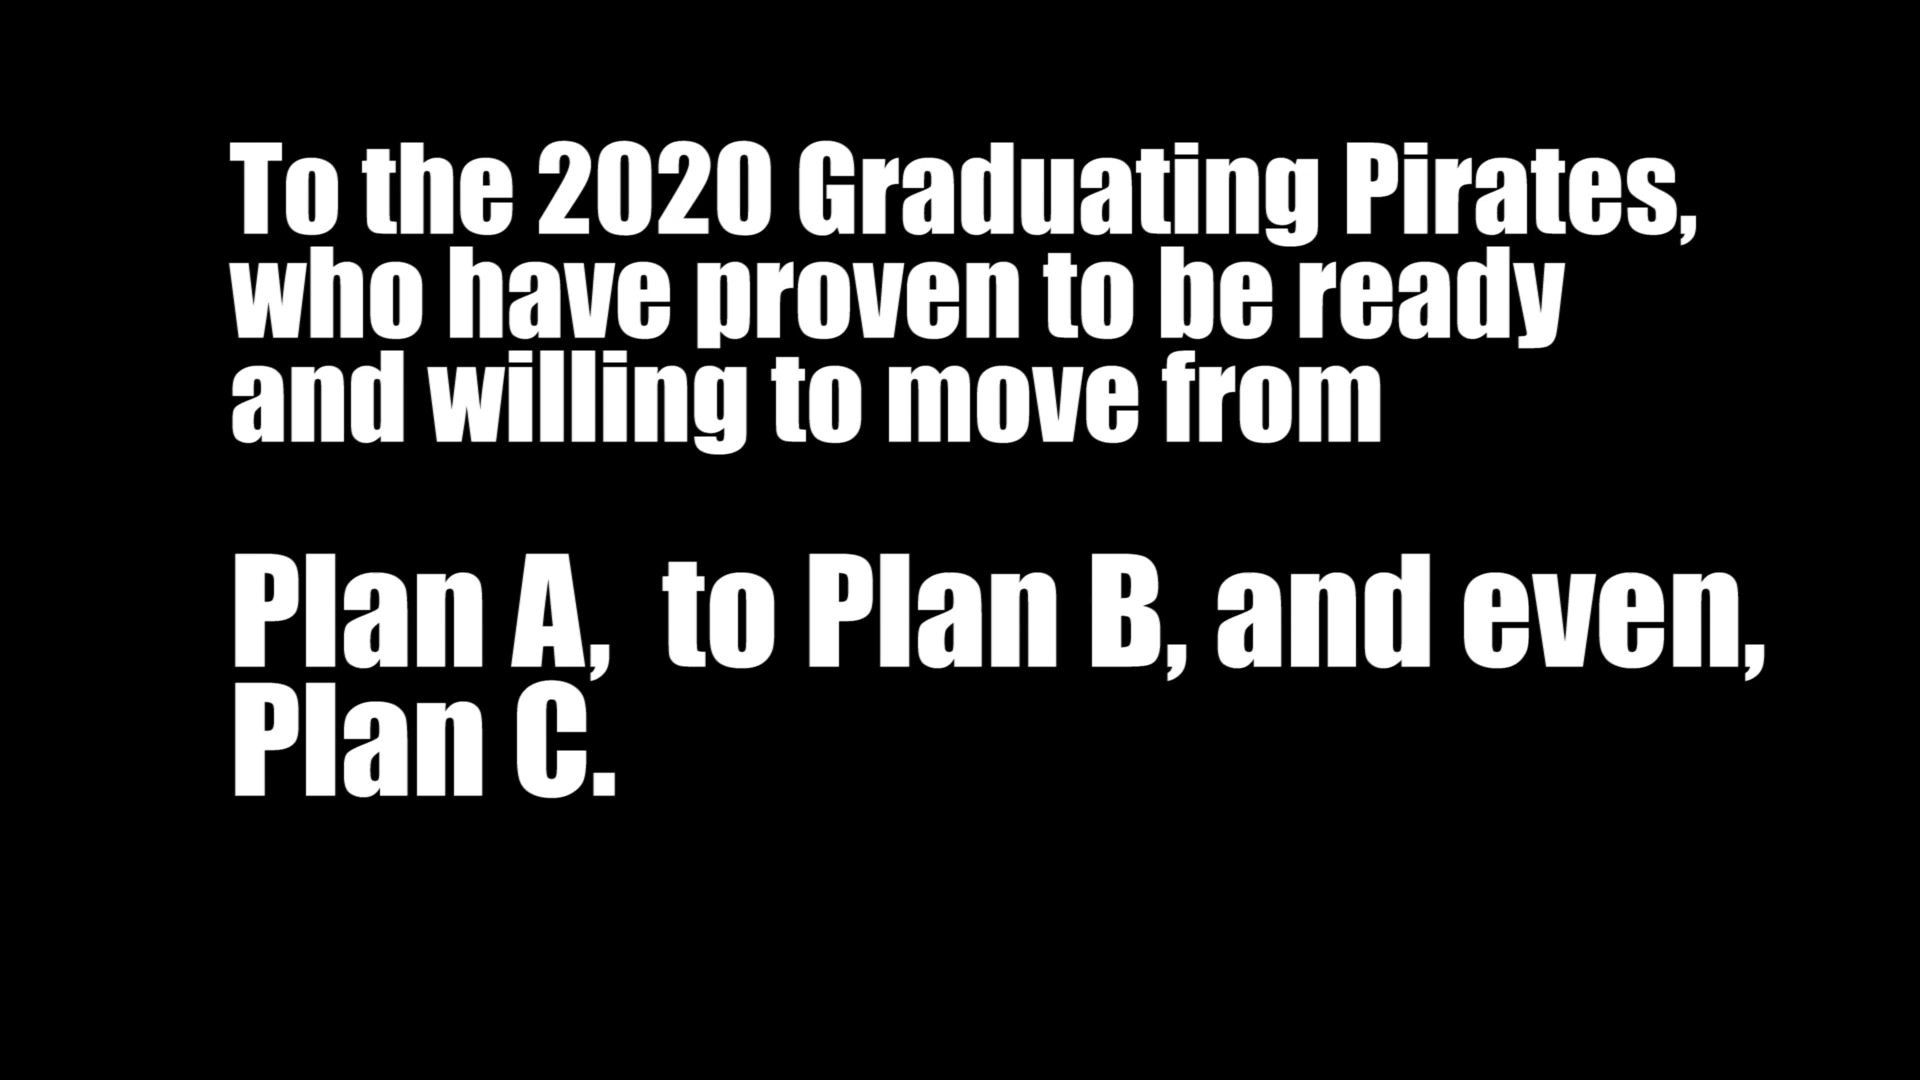 To the 2020 Graduating Pirates,
who have proven to be ready
and willing to move from
Plan A,  to Plan B, and even,
Plan C.